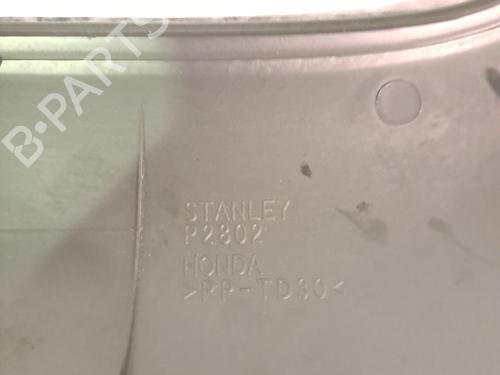 B-PARTS
STANLEY
P2802
HONDA
>PP-TD30<